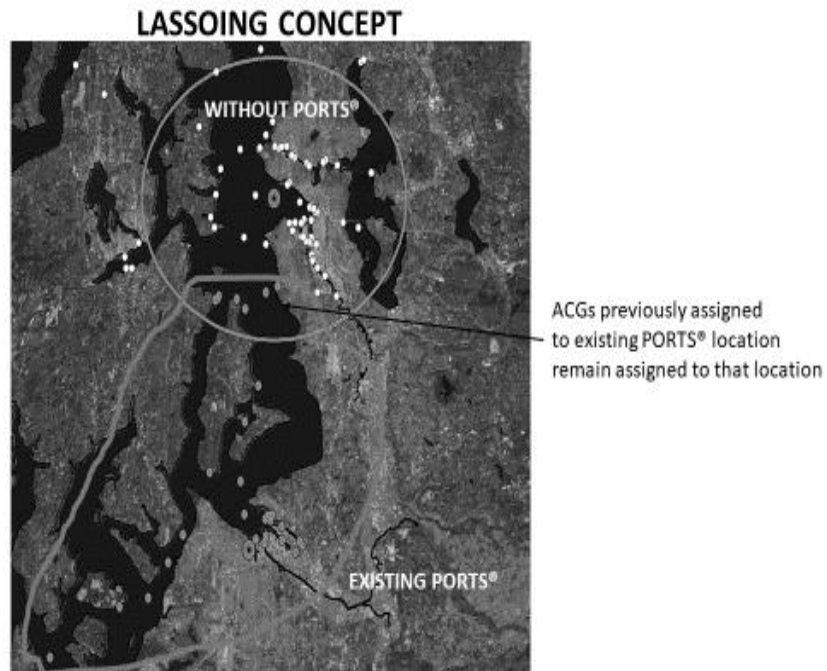 LASSOING CONCEPT
WITHOUT PORTS®
ACGs previously assigned
to existing PORTS® location
remain assigned to that location
EXISTING PORTS®